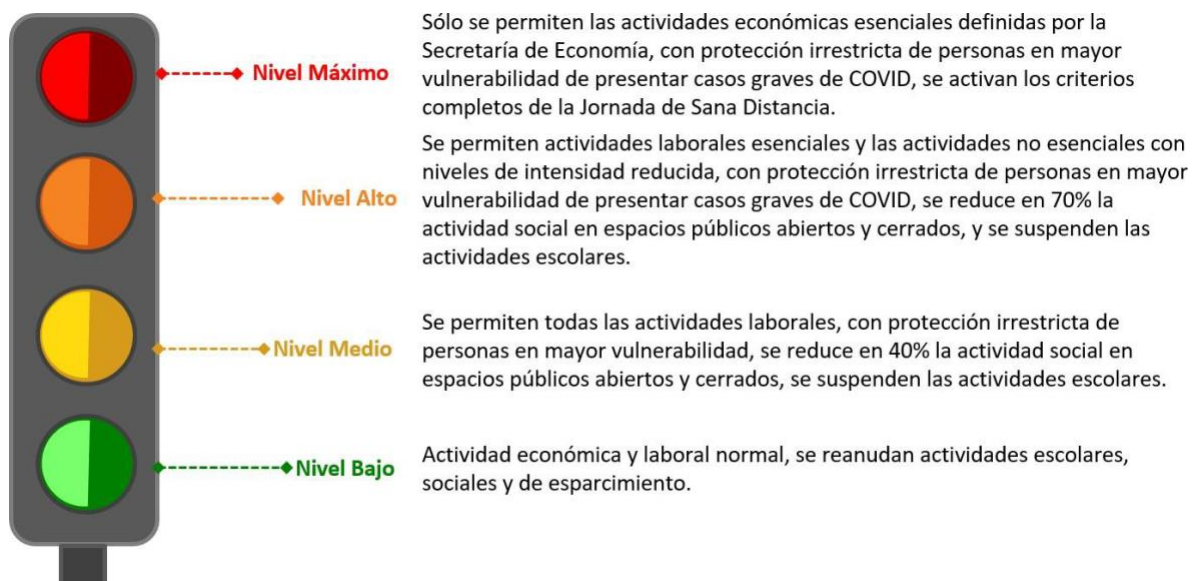 Nivel Máximo
Sólo se permiten las actividades económicas esenciales definidas por la
Secretaría de Economía, con protección irrestricta de personas en mayor
vulnerabilidad de presentar casos graves de COVID, se activan los criterios
completos de la Jornada de Sana Distancia.
Nivel Alto
Se permiten actividades laborales esenciales y las actividades no esenciales con
niveles de intensidad reducida, con protección irrestricta de personas en mayor
vulnerabilidad de presentar casos graves de COVID, se reduce en 70% la
actividad social en espacios públicos abiertos y cerrados, y se suspenden las
actividades escolares.
Nivel Medio
Se permiten todas las actividades laborales, con protección irrestricta de
personas en mayor vulnerabilidad, se reduce en 40% la actividad social en
espacios públicos abiertos y cerrados, se suspenden las actividades escolares.
Nivel Bajo
Actividad económica y laboral normal, se reanudan actividades escolares,
sociales y de esparcimiento.